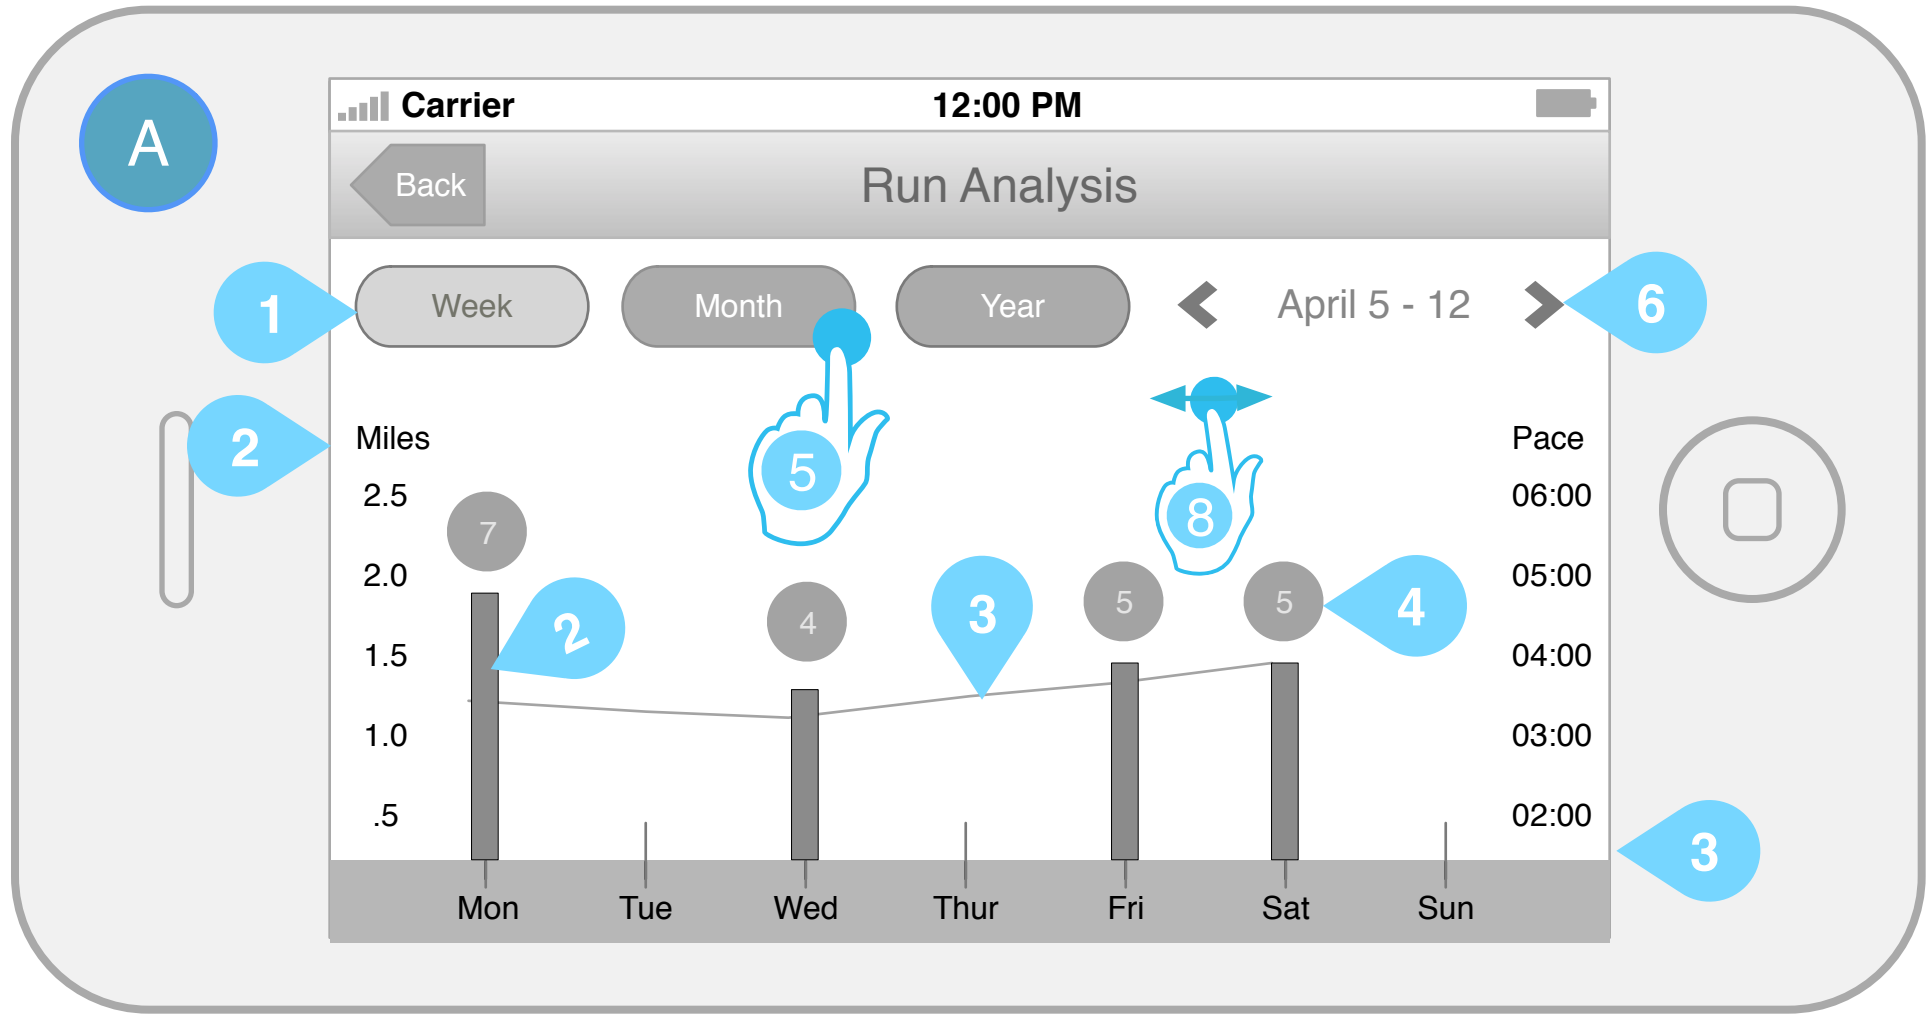 A
Carrier
12:00 PM
Back
Run Analysis
1
Week
Month
Year
April 5 - 12
6
2
Miles
Pace
2.5
06:00
7
5
8
2.0
05:00
4
2
3
5
5
4
1.5
04:00
1.0
03:00
.5
02:00
3
Mon
Tue
Wed
Thur
Fri
Sat
Sun